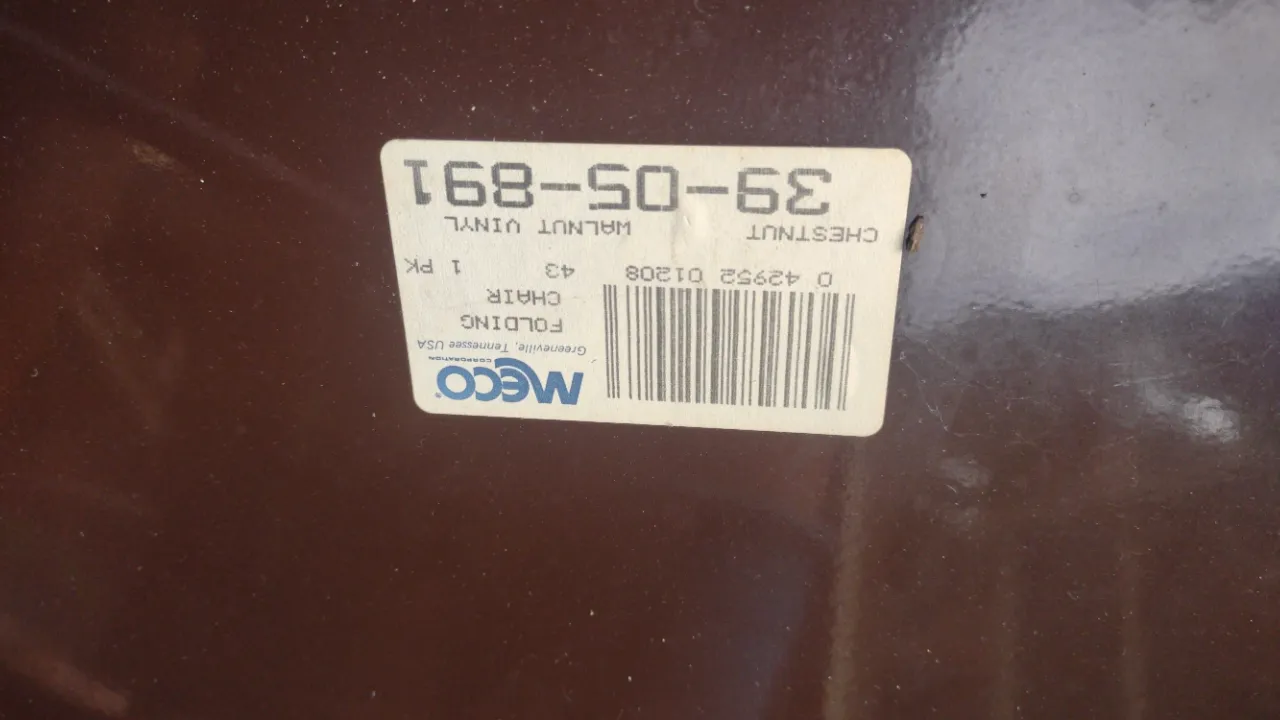 MECO
CORPORATION
Greeneville, Tennessee USA
FOLDING
CHAIR
0 42952 01208 43 1 PK
CHESTNUT WALNUT VINYL
39-05-891